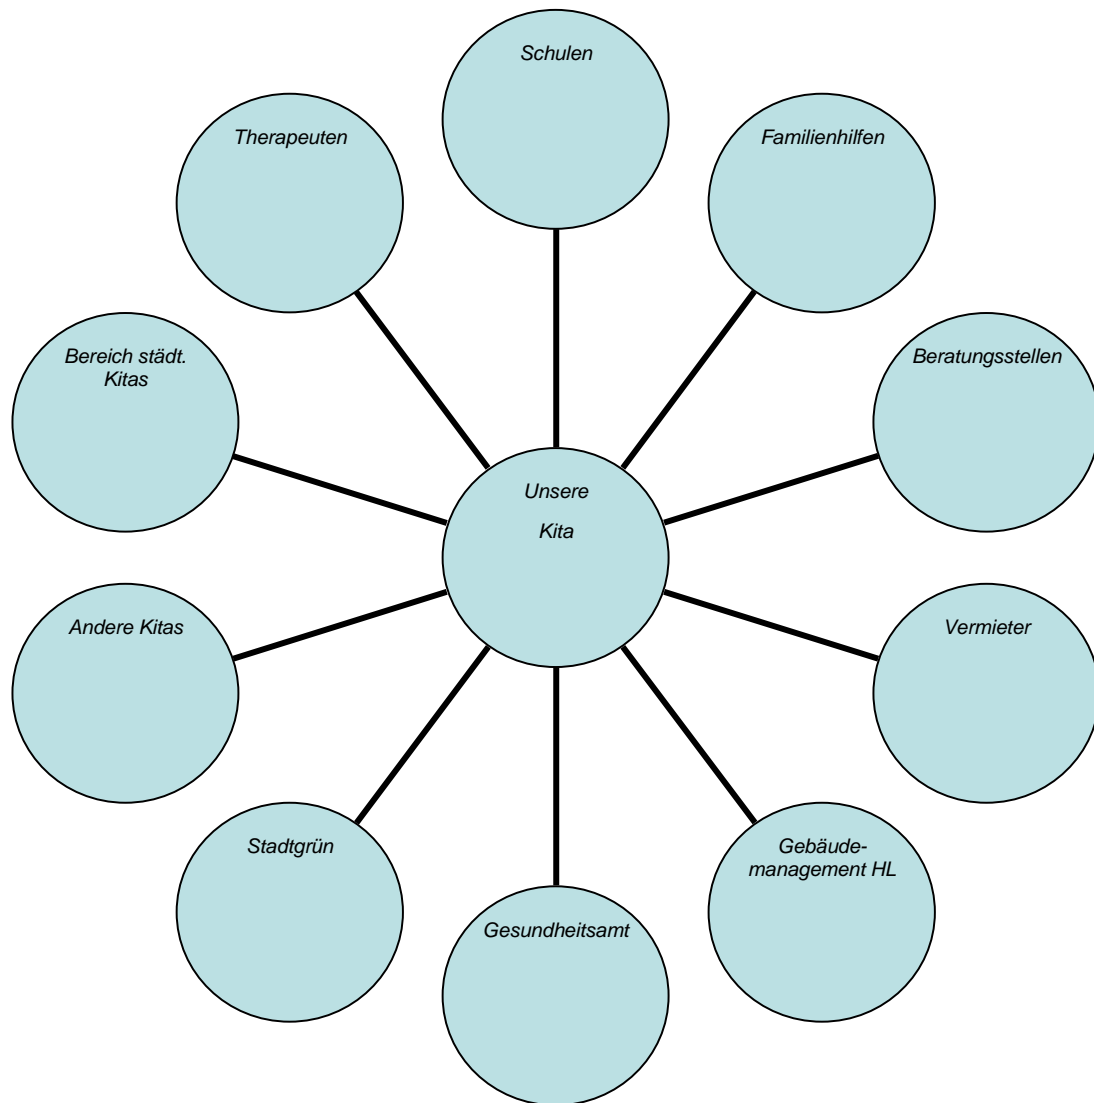 Schulen
Therapeuten
Familienhilfen
Bereich städt.
Kitas
Beratungsstellen
Unsere
Kita
Andere Kitas
Vermieter
Stadtgrün
Gebäude-
management HL
Gesundheitsamt